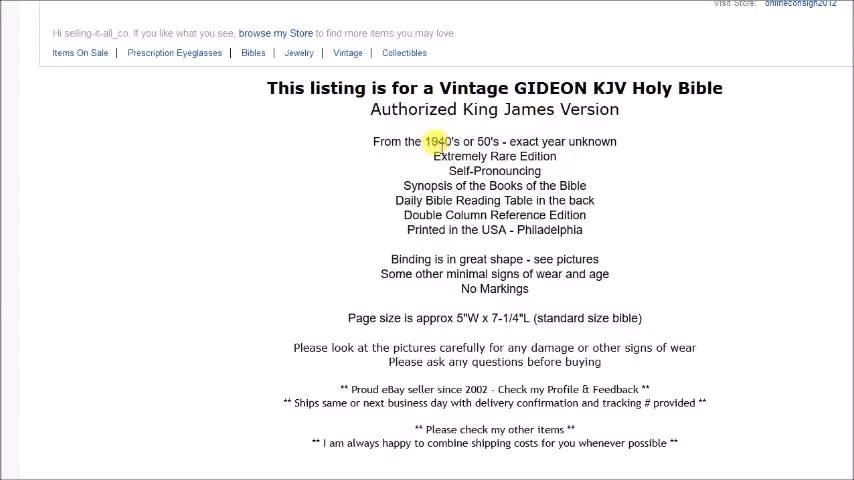 Visit Store: onlineconsign2012
Hi selling-it-all_co. If you like what you see, browse my Store to find more items you may love.
Items On Sale | Prescription Eyeglasses | Bibles | Jewelry | Vintage | Collectibles
This listing is for a Vintage GIDEON KJV Holy Bible
Authorized King James Version
From the 1940's or 50's - exact year unknown
Extremely Rare Edition
Self-Pronouncing
Synopsis of the Books of the Bible
Daily Bible Reading Table in the back
Double Column Reference Edition
Printed in the USA - Philadelphia
Binding is in great shape - see pictures
Some other minimal signs of wear and age
No Markings
Page size is approx 5"W x 7-1/4"L (standard size bible)
Please look at the pictures carefully for any damage or other signs of wear
Please ask any questions before buying
** Proud eBay seller since 2002 - Check my Profile & Feedback **
** Ships same or next business day with delivery confirmation and tracking # provided **
** Please check my other items **
** I am always happy to combine shipping costs for you whenever possible **